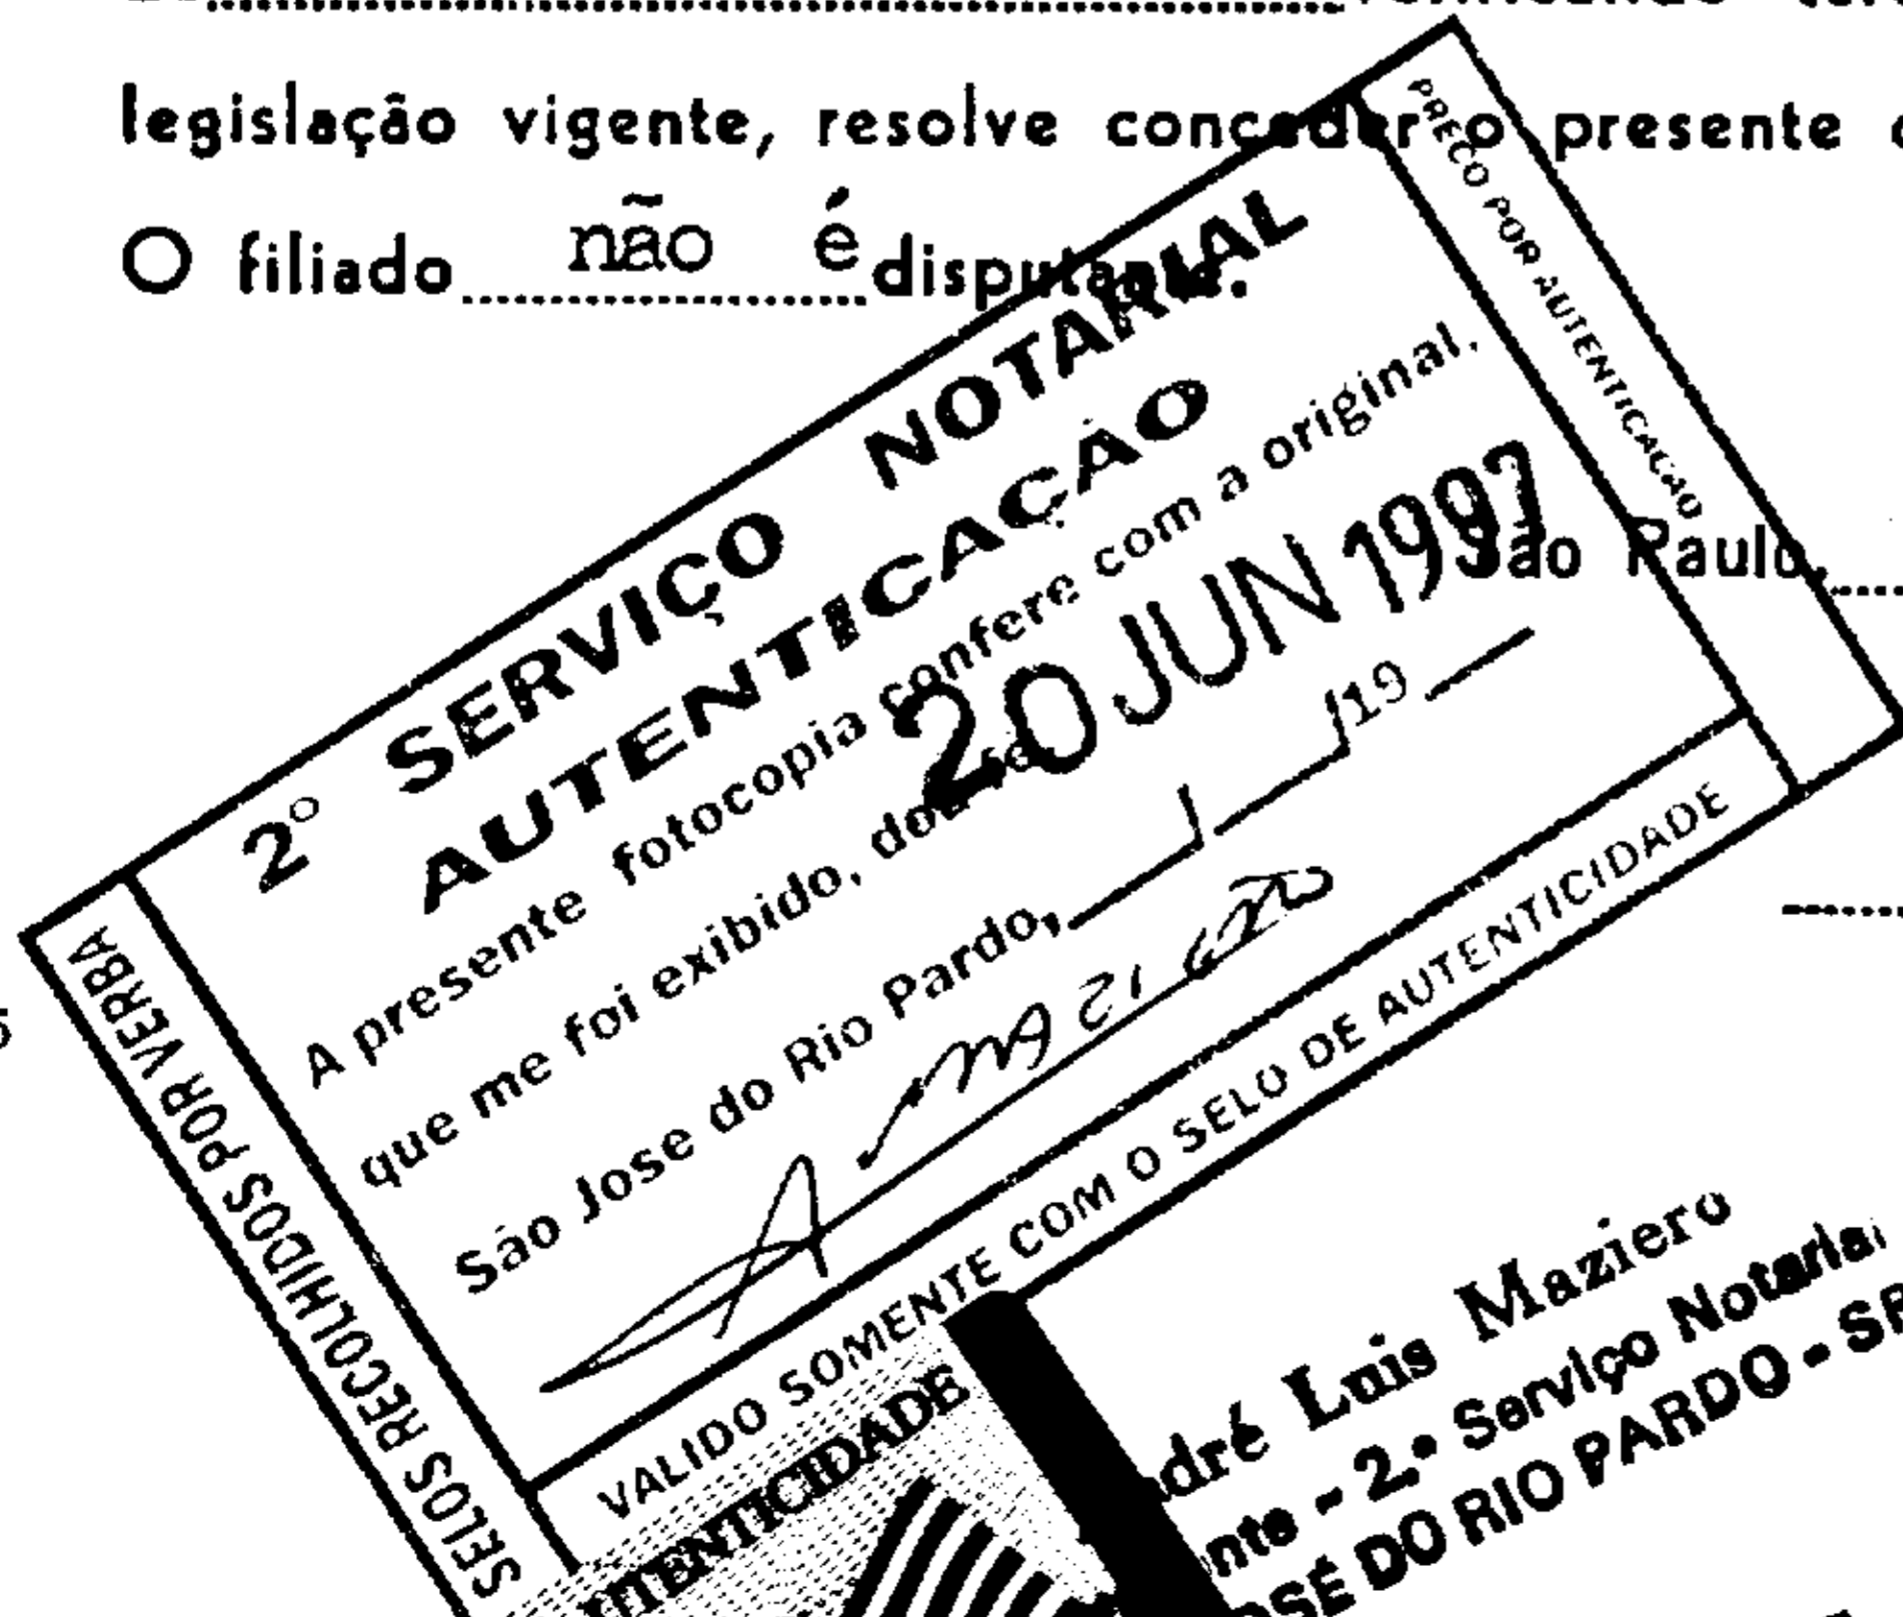 legislação vigente, resolve conceder o presente
O filiado não é disputante.
São Paulo,
PREÇO POR AUTENTICAÇÃO
2º SERVIÇO NOTARIAL
AUTENTICAÇÃO
A presente fotocopia confere com a original,
que me foi exibido, dou fé.
20 JUN 1997
São Jose do Rio Pardo, / /19
VALIDO SOMENTE COM O SELO DE AUTENTICIDADE
SELOS RECOLHIDOS POR VERBA
dré Luis Maziero
nte - 2.º Serviço Notarial
OSÉ DO RIO PARDO - SP
UTENTICIDADE